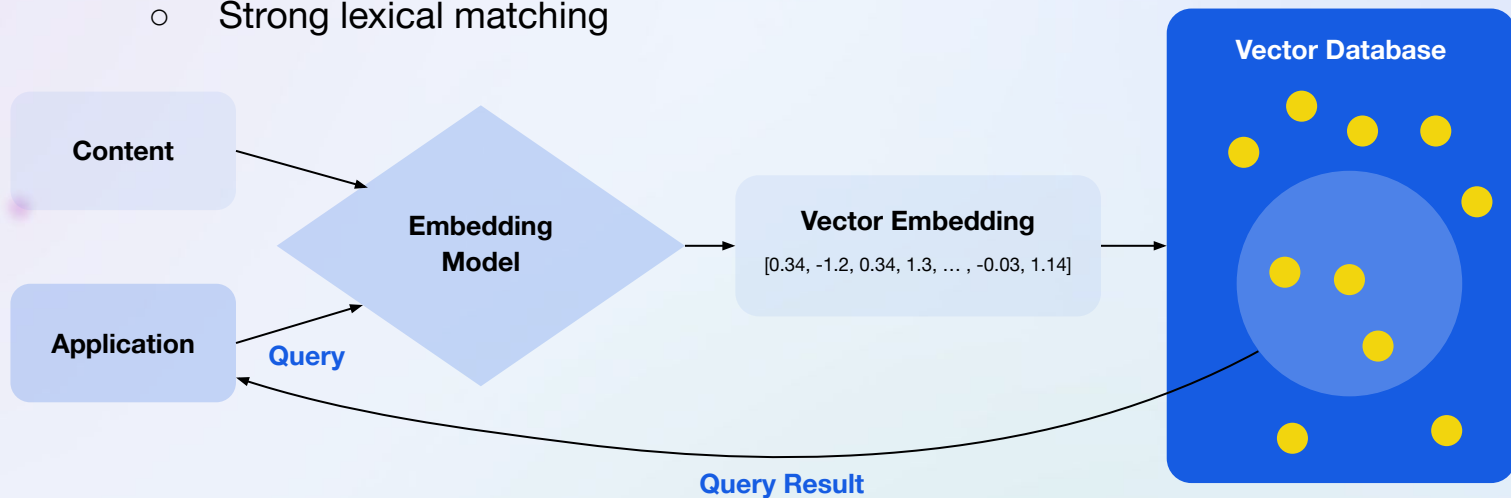 ○ Strong lexical matching
Vector Database
Content
Embedding
Model
Vector Embedding
[0.34, -1.2, 0.34, 1.3, … , -0.03, 1.14]
Application
Query
Query Result